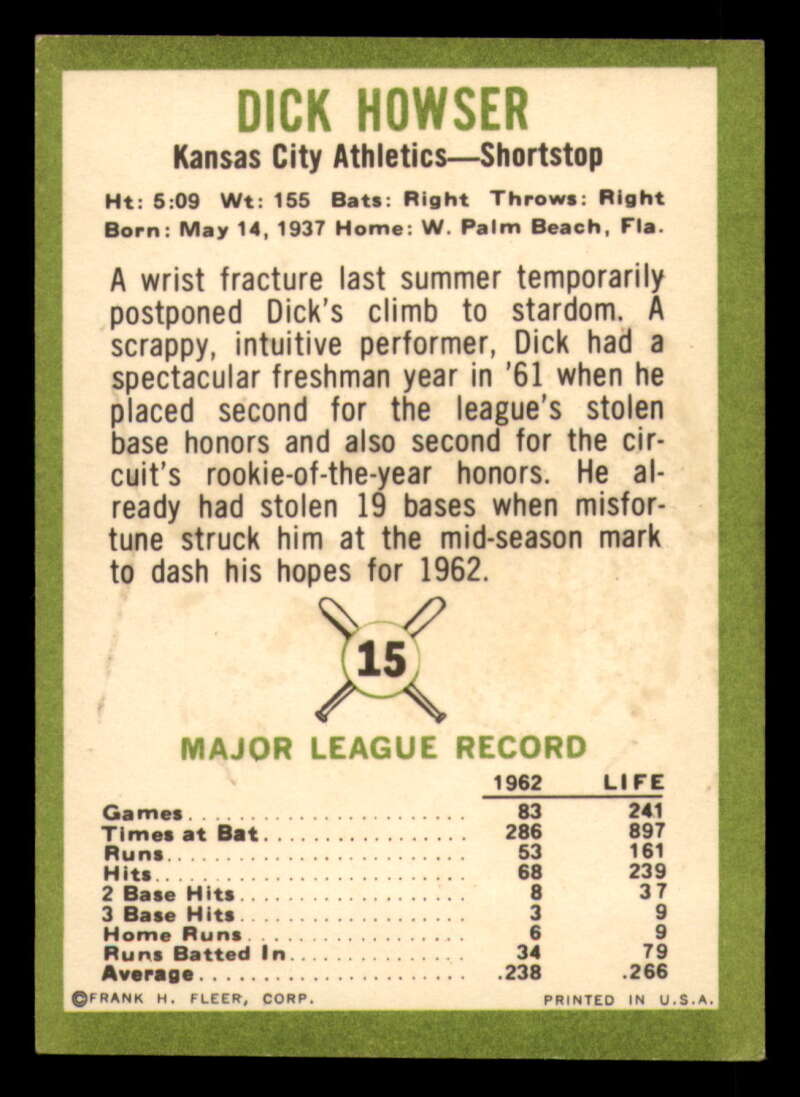 DICK HOWSER
Kansas City Athletics—Shortstop
Ht: 5:09 Wt: 155 Bats: Right Throws: Right
Born: May 14, 1937 Home: W. Palm Beach, Fla.
A wrist fracture last summer temporarily
postponed Dick's climb to stardom. A
scrappy, intuitive performer, Dick had a
spectacular freshman year in '61 when he
placed second for the league's stolen
base honors and also second for the cir-
cuit's rookie-of-the-year honors. He al-
ready had stolen 19 bases when misfor-
tune struck him at the mid-season mark
to dash his hopes for 1962.
15
MAJOR LEAGUE RECORD
1962 LIFE
Games 83 241
Times at Bat 286 897
Runs 53 161
Hits 68 239
2 Base Hits 8 37
3 Base Hits 3 9
Home Runs 6 9
Runs Batted In 34 79
Average .238 .266
©FRANK H. FLEER, CORP. PRINTED IN U.S.A.